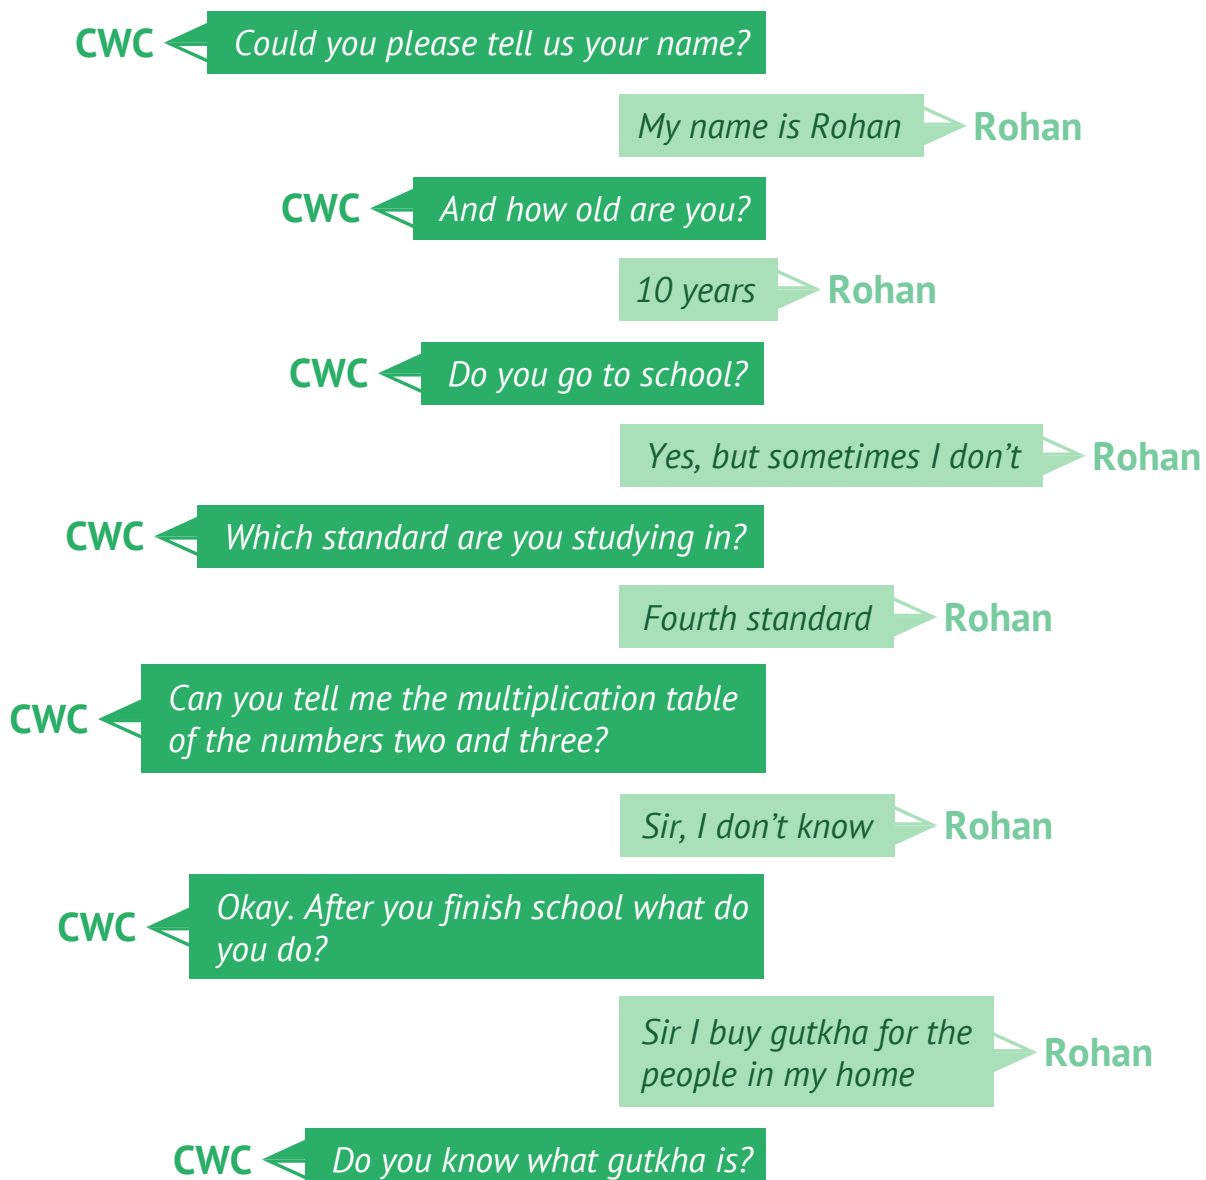 CWC Could you please tell us your name?
My name is Rohan Rohan
CWC And how old are you?
10 years Rohan
CWC Do you go to school?
Yes, but sometimes I don’t Rohan
CWC Which standard are you studying in?
Fourth standard Rohan
CWC Can you tell me the multiplication table
of the numbers two and three?
Sir, I don’t know Rohan
CWC Okay. After you finish school what do
you do?
Sir I buy gutkha for the
people in my home Rohan
CWC Do you know what gutkha is?